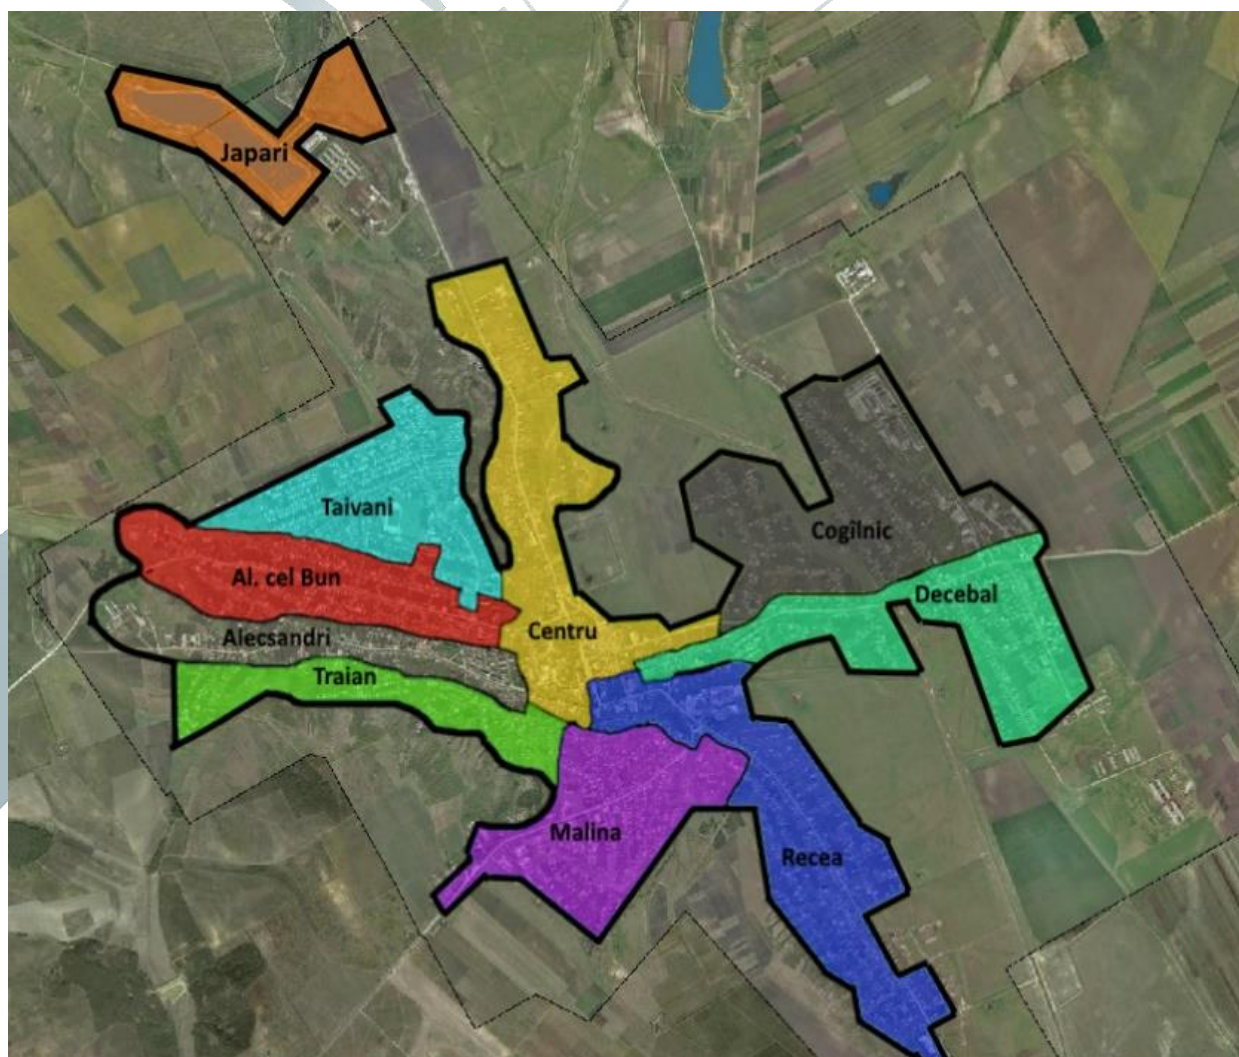 Japari
Taivani
Cogîlnic
Al. cel Bun
Decebal
Centru
Alecsandri
Traian
Malina
Recea